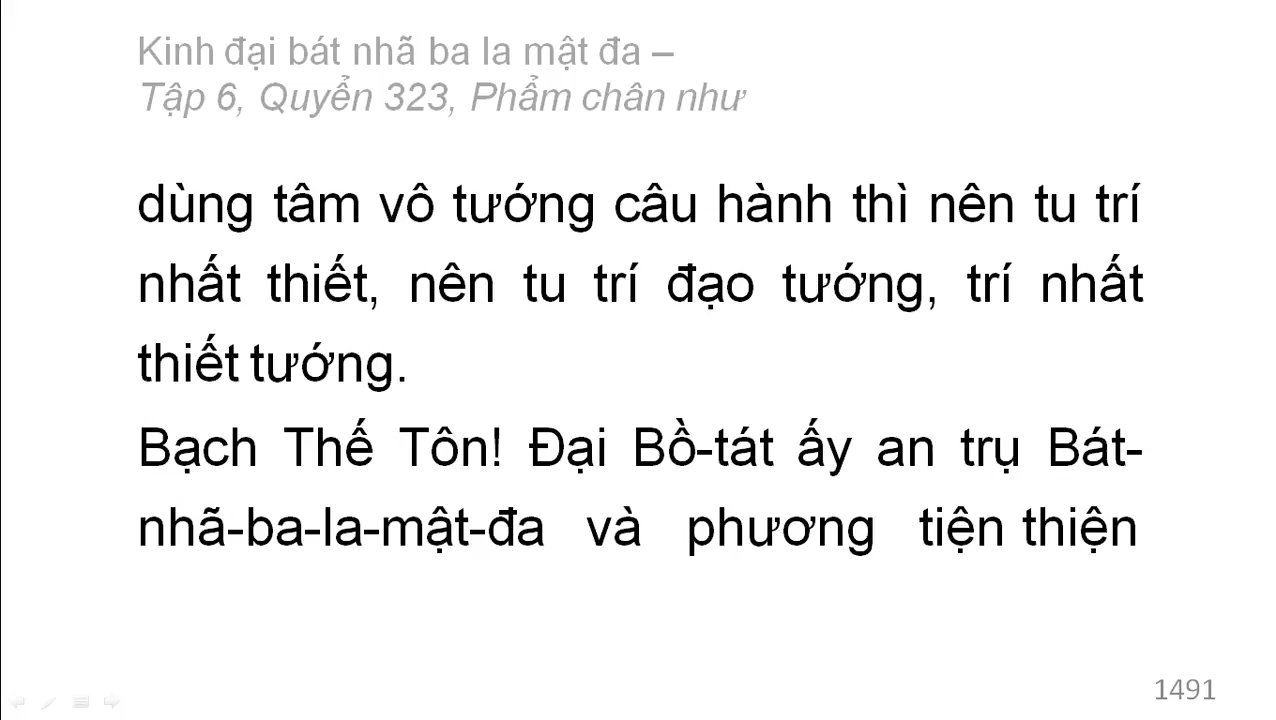 Kinh đại bát nhã ba la mật đa –
Tập 6, Quyển 323, Phẩm chân như
dùng tâm vô tướng câu hành thì nên tu trí
nhất thiết, nên tu trí đạo tướng, trí nhất
thiết tướng.
Bạch Thế Tôn! Đại Bồ-tát ấy an trụ Bát-
nhã-ba-la-mật-đa và phương tiện thiện
1491